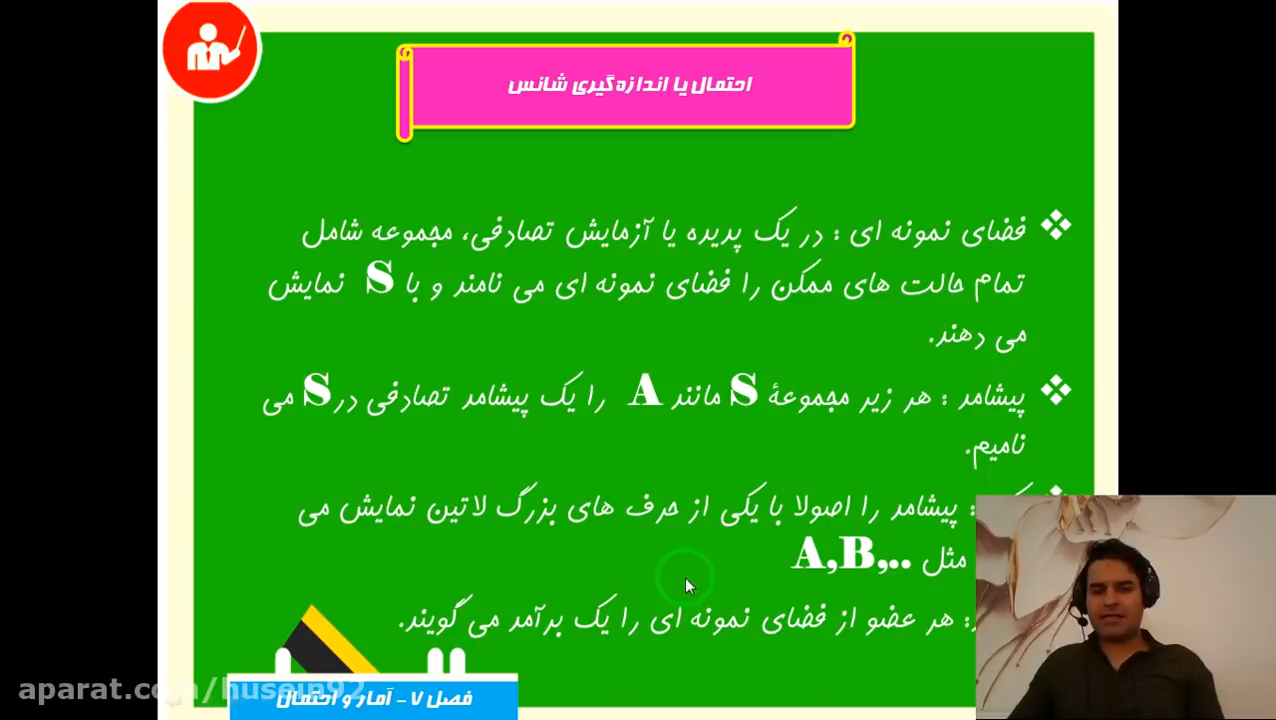 احتمال یا اندازه‌گیری شانس
فضای نمونه ای : در یک پدیده یا آزمایش تصادفی، مجموعه شامل
تمام حالت های ممکن را فضای نمونه ای می نامند و با S نمایش
می دهند.
پیشامد : هر زیر مجموعهٔ S مانند A را یک پیشامد تصادفی در S می
نامیم.
: پیشامد را اصولا با یکی از حرف های بزرگ لاتین نمایش می
مثل A,B,..
: هر عضو از فضای نمونه ای را یک برآمد می گویند.
فصل ۷ - آمار و احتمال
aparat.com/husein92